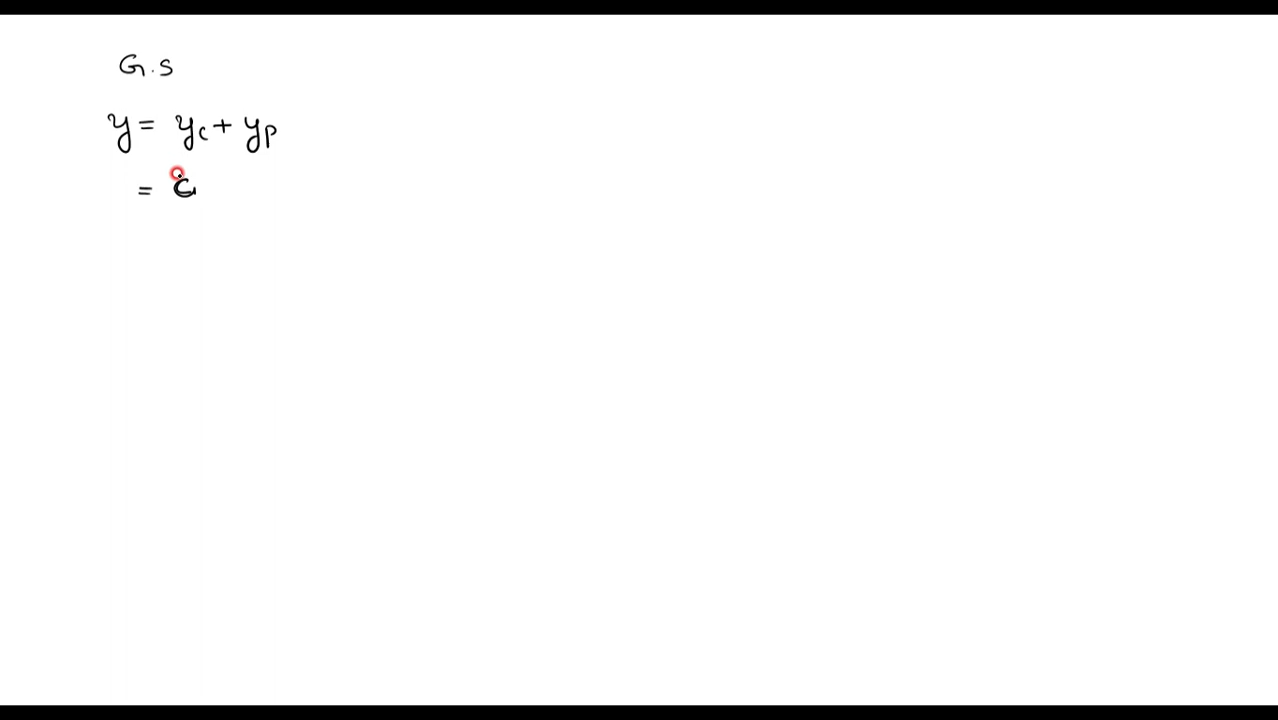 G.S
y = yc + yp
= C